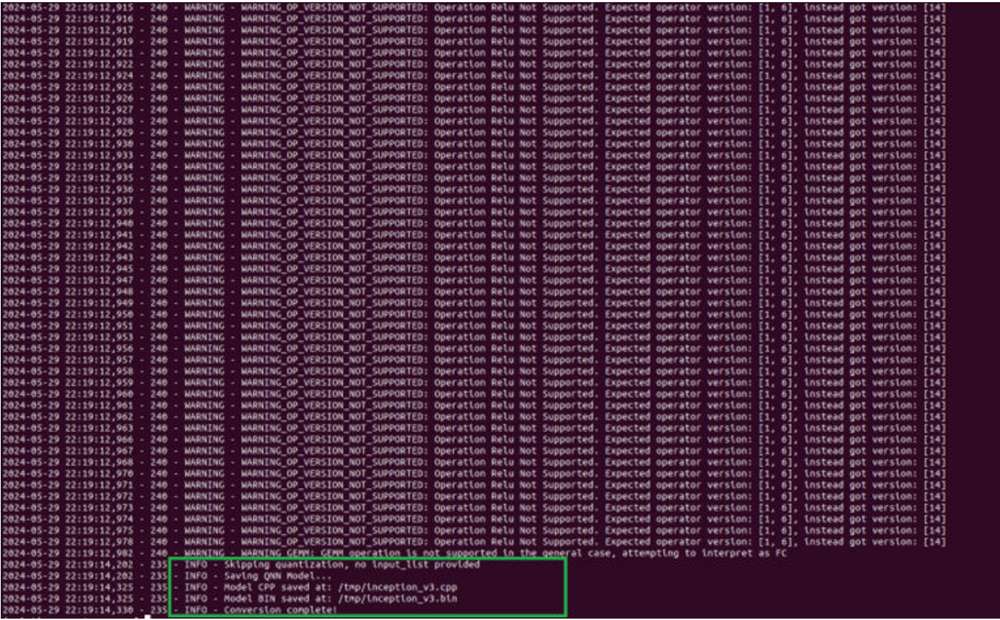 2024-05-29 22:19:12,915 - 240 - WARNING - WARNING_OP_VERSION_NOT_SUPPORTED: Operation Relu Not Supported. Expected operator version: [1, 6], instead got version: [14]
2024-05-29 22:19:12,916 - 240 - WARNING - WARNING_OP_VERSION_NOT_SUPPORTED: Operation Relu Not Supported. Expected operator version: [1, 6], instead got version: [14]
2024-05-29 22:19:12,917 - 240 - WARNING - WARNING_OP_VERSION_NOT_SUPPORTED: Operation Relu Not Supported. Expected operator version: [1, 6], instead got version: [14]
2024-05-29 22:19:12,919 - 240 - WARNING - WARNING_OP_VERSION_NOT_SUPPORTED: Operation Relu Not Supported. Expected operator version: [1, 6], instead got version: [14]
2024-05-29 22:19:12,921 - 240 - WARNING - WARNING_OP_VERSION_NOT_SUPPORTED: Operation Relu Not Supported. Expected operator version: [1, 6], instead got version: [14]
2024-05-29 22:19:12,922 - 240 - WARNING - WARNING_OP_VERSION_NOT_SUPPORTED: Operation Relu Not Supported. Expected operator version: [1, 6], instead got version: [14]
2024-05-29 22:19:12,924 - 240 - WARNING - WARNING_OP_VERSION_NOT_SUPPORTED: Operation Relu Not Supported. Expected operator version: [1, 6], instead got version: [14]
2024-05-29 22:19:12,925 - 240 - WARNING - WARNING_OP_VERSION_NOT_SUPPORTED: Operation Relu Not Supported. Expected operator version: [1, 6], instead got version: [14]
2024-05-29 22:19:12,926 - 240 - WARNING - WARNING_OP_VERSION_NOT_SUPPORTED: Operation Relu Not Supported. Expected operator version: [1, 6], instead got version: [14]
2024-05-29 22:19:12,927 - 240 - WARNING - WARNING_OP_VERSION_NOT_SUPPORTED: Operation Relu Not Supported. Expected operator version: [1, 6], instead got version: [14]
2024-05-29 22:19:12,928 - 240 - WARNING - WARNING_OP_VERSION_NOT_SUPPORTED: Operation Relu Not Supported. Expected operator version: [1, 6], instead got version: [14]
2024-05-29 22:19:12,929 - 240 - WARNING - WARNING_OP_VERSION_NOT_SUPPORTED: Operation Relu Not Supported. Expected operator version: [1, 6], instead got version: [14]
2024-05-29 22:19:12,930 - 240 - WARNING - WARNING_OP_VERSION_NOT_SUPPORTED: Operation Relu Not Supported. Expected operator version: [1, 6], instead got version: [14]
2024-05-29 22:19:12,933 - 240 - WARNING - WARNING_OP_VERSION_NOT_SUPPORTED: Operation Relu Not Supported. Expected operator version: [1, 6], instead got version: [14]
2024-05-29 22:19:12,934 - 240 - WARNING - WARNING_OP_VERSION_NOT_SUPPORTED: Operation Relu Not Supported. Expected operator version: [1, 6], instead got version: [14]
2024-05-29 22:19:12,935 - 240 - WARNING - WARNING_OP_VERSION_NOT_SUPPORTED: Operation Relu Not Supported. Expected operator version: [1, 6], instead got version: [14]
2024-05-29 22:19:12,936 - 240 - WARNING - WARNING_OP_VERSION_NOT_SUPPORTED: Operation Relu Not Supported. Expected operator version: [1, 6], instead got version: [14]
2024-05-29 22:19:12,937 - 240 - WARNING - WARNING_OP_VERSION_NOT_SUPPORTED: Operation Relu Not Supported. Expected operator version: [1, 6], instead got version: [14]
2024-05-29 22:19:12,939 - 240 - WARNING - WARNING_OP_VERSION_NOT_SUPPORTED: Operation Relu Not Supported. Expected operator version: [1, 6], instead got version: [14]
2024-05-29 22:19:12,940 - 240 - WARNING - WARNING_OP_VERSION_NOT_SUPPORTED: Operation Relu Not Supported. Expected operator version: [1, 6], instead got version: [14]
2024-05-29 22:19:12,941 - 240 - WARNING - WARNING_OP_VERSION_NOT_SUPPORTED: Operation Relu Not Supported. Expected operator version: [1, 6], instead got version: [14]
2024-05-29 22:19:12,942 - 240 - WARNING - WARNING_OP_VERSION_NOT_SUPPORTED: Operation Relu Not Supported. Expected operator version: [1, 6], instead got version: [14]
2024-05-29 22:19:12,943 - 240 - WARNING - WARNING_OP_VERSION_NOT_SUPPORTED: Operation Relu Not Supported. Expected operator version: [1, 6], instead got version: [14]
2024-05-29 22:19:12,945 - 240 - WARNING - WARNING_OP_VERSION_NOT_SUPPORTED: Operation Relu Not Supported. Expected operator version: [1, 6], instead got version: [14]
2024-05-29 22:19:12,947 - 240 - WARNING - WARNING_OP_VERSION_NOT_SUPPORTED: Operation Relu Not Supported. Expected operator version: [1, 6], instead got version: [14]
2024-05-29 22:19:12,948 - 240 - WARNING - WARNING_OP_VERSION_NOT_SUPPORTED: Operation Relu Not Supported. Expected operator version: [1, 6], instead got version: [14]
2024-05-29 22:19:12,949 - 240 - WARNING - WARNING_OP_VERSION_NOT_SUPPORTED: Operation Relu Not Supported. Expected operator version: [1, 6], instead got version: [14]
2024-05-29 22:19:12,950 - 240 - WARNING - WARNING_OP_VERSION_NOT_SUPPORTED: Operation Relu Not Supported. Expected operator version: [1, 6], instead got version: [14]
2024-05-29 22:19:12,951 - 240 - WARNING - WARNING_OP_VERSION_NOT_SUPPORTED: Operation Relu Not Supported. Expected operator version: [1, 6], instead got version: [14]
2024-05-29 22:19:12,953 - 240 - WARNING - WARNING_OP_VERSION_NOT_SUPPORTED: Operation Relu Not Supported. Expected operator version: [1, 6], instead got version: [14]
2024-05-29 22:19:12,956 - 240 - WARNING - WARNING_OP_VERSION_NOT_SUPPORTED: Operation Relu Not Supported. Expected operator version: [1, 6], instead got version: [14]
2024-05-29 22:19:12,957 - 240 - WARNING - WARNING_OP_VERSION_NOT_SUPPORTED: Operation Relu Not Supported. Expected operator version: [1, 6], instead got version: [14]
2024-05-29 22:19:12,958 - 240 - WARNING - WARNING_OP_VERSION_NOT_SUPPORTED: Operation Relu Not Supported. Expected operator version: [1, 6], instead got version: [14]
2024-05-29 22:19:12,959 - 240 - WARNING - WARNING_OP_VERSION_NOT_SUPPORTED: Operation Relu Not Supported. Expected operator version: [1, 6], instead got version: [14]
2024-05-29 22:19:12,960 - 240 - WARNING - WARNING_OP_VERSION_NOT_SUPPORTED: Operation Relu Not Supported. Expected operator version: [1, 6], instead got version: [14]
2024-05-29 22:19:12,961 - 240 - WARNING - WARNING_OP_VERSION_NOT_SUPPORTED: Operation Relu Not Supported. Expected operator version: [1, 6], instead got version: [14]
2024-05-29 22:19:12,962 - 240 - WARNING - WARNING_OP_VERSION_NOT_SUPPORTED: Operation Relu Not Supported. Expected operator version: [1, 6], instead got version: [14]
2024-05-29 22:19:12,963 - 240 - WARNING - WARNING_OP_VERSION_NOT_SUPPORTED: Operation Relu Not Supported. Expected operator version: [1, 6], instead got version: [14]
2024-05-29 22:19:12,966 - 240 - WARNING - WARNING_OP_VERSION_NOT_SUPPORTED: Operation Relu Not Supported. Expected operator version: [1, 6], instead got version: [14]
2024-05-29 22:19:12,967 - 240 - WARNING - WARNING_OP_VERSION_NOT_SUPPORTED: Operation Relu Not Supported. Expected operator version: [1, 6], instead got version: [14]
2024-05-29 22:19:12,968 - 240 - WARNING - WARNING_OP_VERSION_NOT_SUPPORTED: Operation Relu Not Supported. Expected operator version: [1, 6], instead got version: [14]
2024-05-29 22:19:12,970 - 240 - WARNING - WARNING_OP_VERSION_NOT_SUPPORTED: Operation Relu Not Supported. Expected operator version: [1, 6], instead got version: [14]
2024-05-29 22:19:12,971 - 240 - WARNING - WARNING_OP_VERSION_NOT_SUPPORTED: Operation Relu Not Supported. Expected operator version: [1, 6], instead got version: [14]
2024-05-29 22:19:12,972 - 240 - WARNING - WARNING_OP_VERSION_NOT_SUPPORTED: Operation Relu Not Supported. Expected operator version: [1, 6], instead got version: [14]
2024-05-29 22:19:12,973 - 240 - WARNING - WARNING_OP_VERSION_NOT_SUPPORTED: Operation Relu Not Supported. Expected operator version: [1, 6], instead got version: [14]
2024-05-29 22:19:12,974 - 240 - WARNING - WARNING_OP_VERSION_NOT_SUPPORTED: Operation Relu Not Supported. Expected operator version: [1, 6], instead got version: [14]
2024-05-29 22:19:12,975 - 240 - WARNING - WARNING_OP_VERSION_NOT_SUPPORTED: Operation Relu Not Supported. Expected operator version: [1, 6], instead got version: [14]
2024-05-29 22:19:12,978 - 240 - WARNING - WARNING_OP_VERSION_NOT_SUPPORTED: Operation Relu Not Supported. Expected operator version: [1, 6], instead got version: [14]
2024-05-29 22:19:12,982 - 240 - WARNING - WARNING_GEMM: GEMM operation is not supported in the general case, attempting to interpret as FC
2024-05-29 22:19:14,202 - 235 - INFO - Skipping quantization, no input_list provided
2024-05-29 22:19:14,202 - 235 - INFO - Saving QNN Model...
2024-05-29 22:19:14,325 - 235 - INFO - Model CPP saved at: /tmp/inception_v3.cpp
2024-05-29 22:19:14,325 - 235 - INFO - Model BIN saved at: /tmp/inception_v3.bin
2024-05-29 22:19:14,330 - 235 - INFO - Conversion complete!